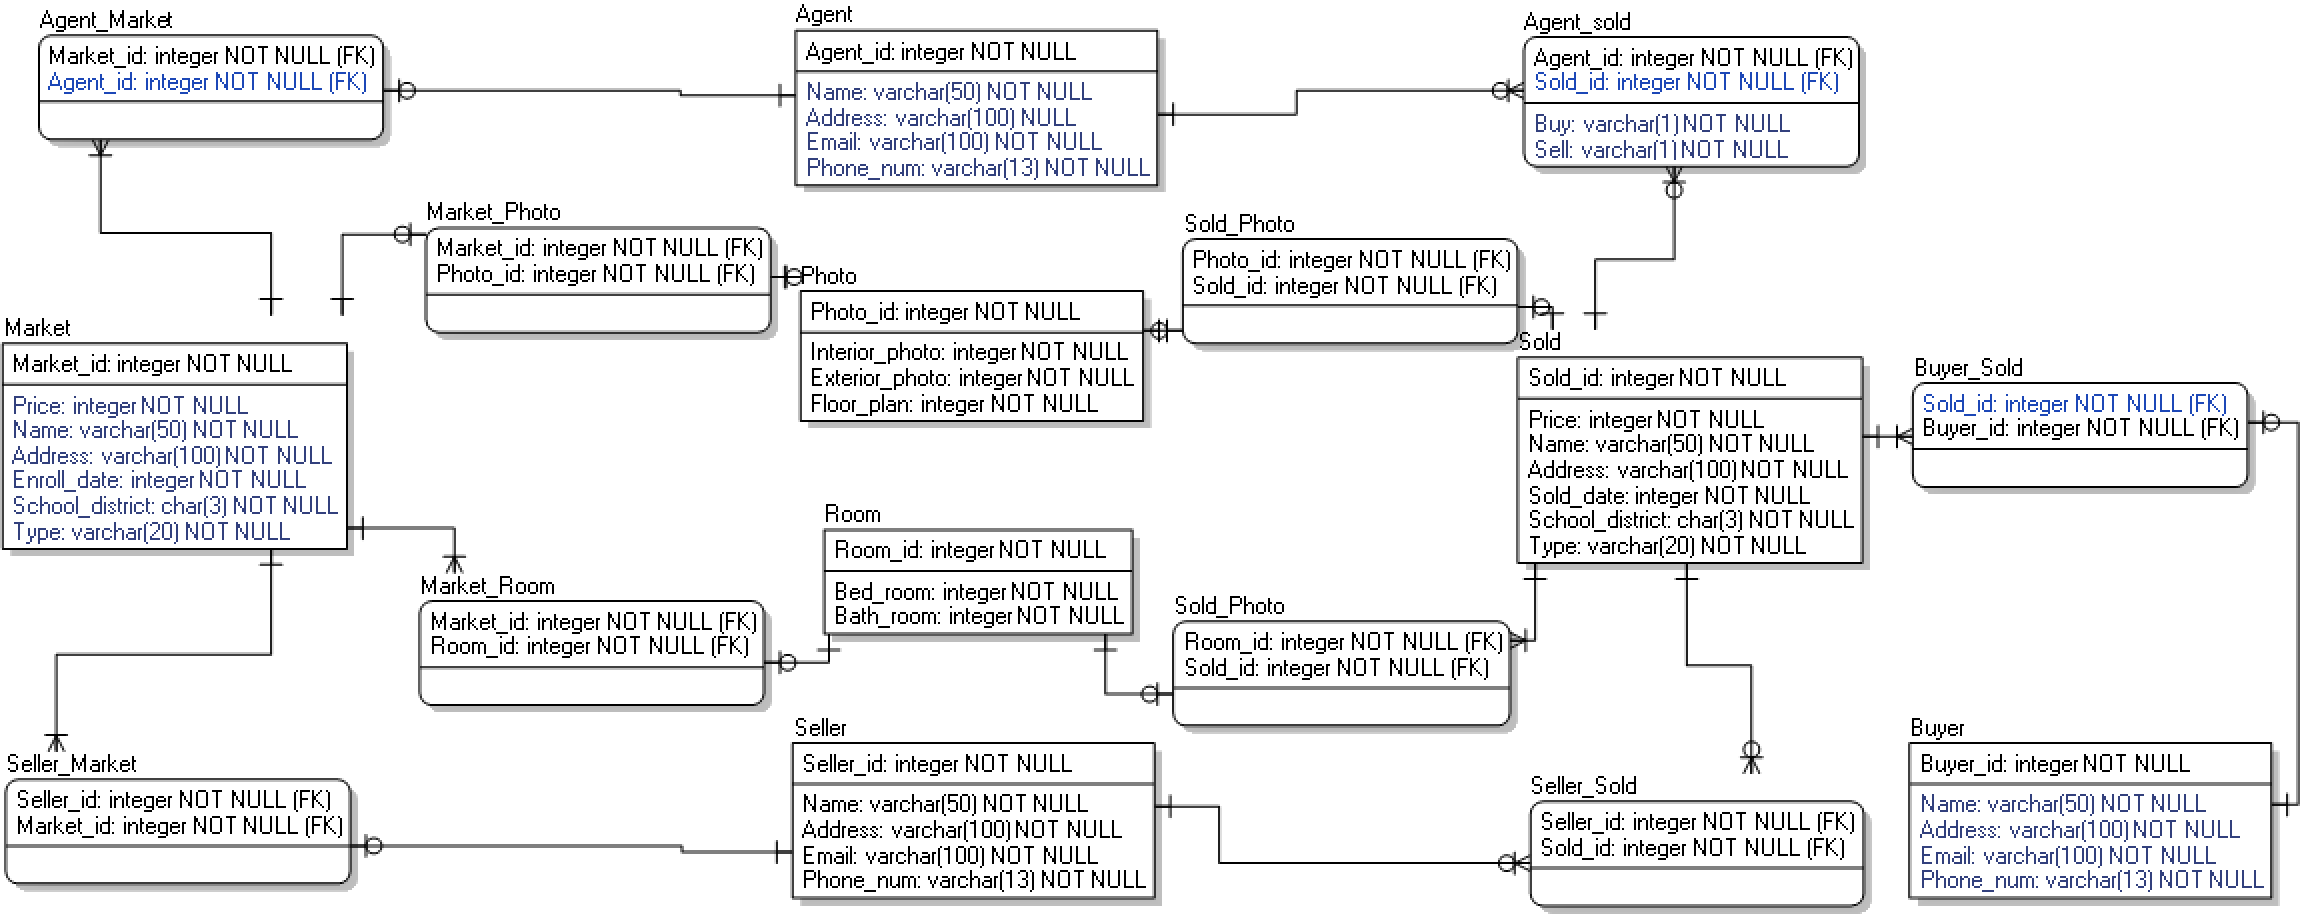 Agent_Market
Market_id: integer NOT NULL (FK)
Agent_id: integer NOT NULL (FK)
Agent
Agent_id: integer NOT NULL
Name: varchar(50) NOT NULL
Address: varchar(100) NULL
Email: varchar(100) NOT NULL
Phone_num: varchar(13) NOT NULL
Agent_sold
Agent_id: integer NOT NULL (FK)
Sold_id: integer NOT NULL (FK)
Buy: varchar(1) NOT NULL
Sell: varchar(1) NOT NULL
Market_Photo
Market_id: integer NOT NULL (FK)
Photo_id: integer NOT NULL (FK)
Photo
Photo_id: integer NOT NULL
Interior_photo: integer NOT NULL
Exterior_photo: integer NOT NULL
Floor_plan: integer NOT NULL
Sold_Photo
Photo_id: integer NOT NULL (FK)
Sold_id: integer NOT NULL (FK)
Market
Market_id: integer NOT NULL
Price: integer NOT NULL
Name: varchar(50) NOT NULL
Address: varchar(100) NOT NULL
Enroll_date: integer NOT NULL
School_district: char(3) NOT NULL
Type: varchar(20) NOT NULL
Sold
Sold_id: integer NOT NULL
Price: integer NOT NULL
Name: varchar(50) NOT NULL
Address: varchar(100) NOT NULL
Sold_date: integer NOT NULL
School_district: char(3) NOT NULL
Type: varchar(20) NOT NULL
Buyer_Sold
Sold_id: integer NOT NULL (FK)
Buyer_id: integer NOT NULL (FK)
Room
Room_id: integer NOT NULL
Bed_room: integer NOT NULL
Bath_room: integer NOT NULL
Market_Room
Market_id: integer NOT NULL (FK)
Room_id: integer NOT NULL (FK)
Sold_Photo
Room_id: integer NOT NULL (FK)
Sold_id: integer NOT NULL (FK)
Seller_Market
Seller_id: integer NOT NULL (FK)
Market_id: integer NOT NULL (FK)
Seller
Seller_id: integer NOT NULL
Name: varchar(50) NOT NULL
Address: varchar(100) NOT NULL
Email: varchar(100) NOT NULL
Phone_num: varchar(13) NOT NULL
Seller_Sold
Seller_id: integer NOT NULL (FK)
Sold_id: integer NOT NULL (FK)
Buyer
Buyer_id: integer NOT NULL
Name: varchar(50) NOT NULL
Address: varchar(100) NOT NULL
Email: varchar(100) NOT NULL
Phone_num: varchar(13) NOT NULL